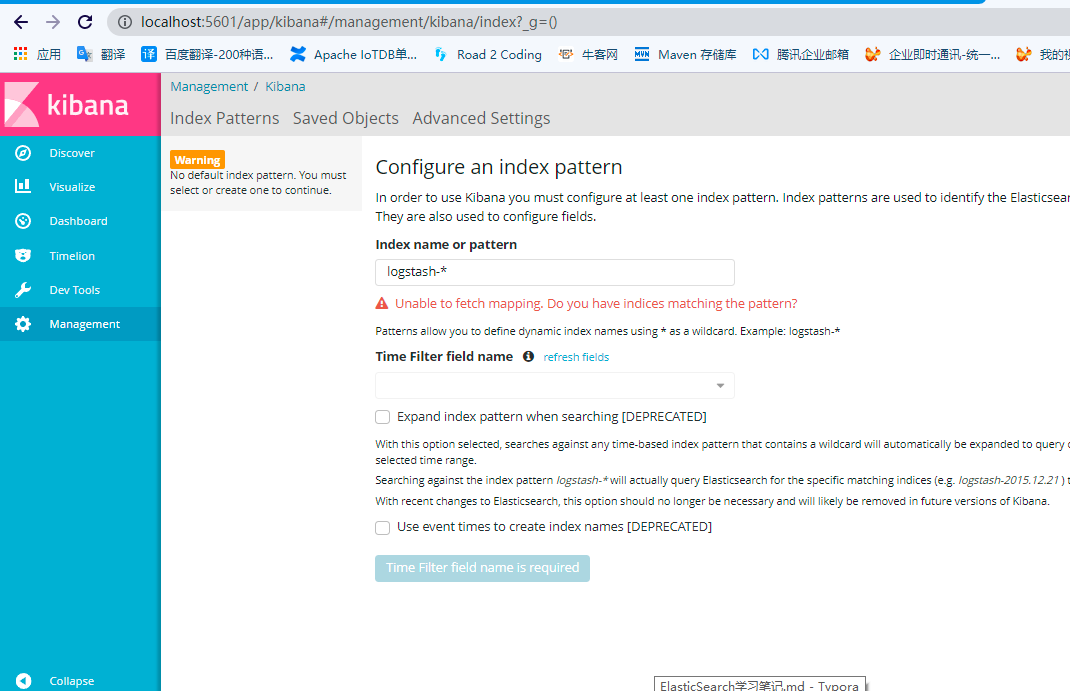 localhost:5601/app/kibana#/management/kibana/index?_g=()
应用 翻译 百度翻译-200种语... Apache IoTDB单... Road 2 Coding 牛客网 Maven 存储库 腾讯企业邮箱 企业即时通讯-统一... 我的
kibana
Discover
Visualize
Dashboard
Timelion
Dev Tools
Management
Collapse
Management / Kibana
Index Patterns Saved Objects Advanced Settings
Warning
No default index pattern. You must
select or create one to continue.
Configure an index pattern
In order to use Kibana you must configure at least one index pattern. Index patterns are used to identify the Elasticsear
They are also used to configure fields.
Index name or pattern
logstash-*
Unable to fetch mapping. Do you have indices matching the pattern?
Patterns allow you to define dynamic index names using * as a wildcard. Example: logstash-*
Time Filter field name refresh fields
Expand index pattern when searching [DEPRECATED]
With this option selected, searches against any time-based index pattern that contains a wildcard will automatically be expanded to query
selected time range.
Searching against the index pattern logstash-* will actually query Elasticsearch for the specific matching indices (e.g. logstash-2015.12.21 ) t
With recent changes to Elasticsearch, this option should no longer be necessary and will likely be removed in future versions of Kibana.
Use event times to create index names [DEPRECATED]
Time Filter field name is required
ElasticSearch学习笔记.md - Typora